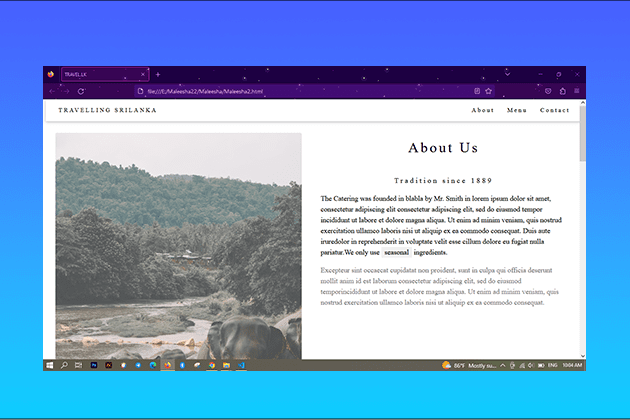 TRAVEL.LK
file:///E:/Maleesha22/Maleesha/Maleesha2.html
TRAVELLING SRILANKA
About Menu Contact
About Us
Tradition since 1889
The Catering was founded in blabla by Mr. Smith in lorem ipsum dolor sit amet,
consectetur adipiscing elit consectetur adipiscing elit, sed do eiusmod tempor
incididunt ut labore et dolore magna aliqua. Ut enim ad minim veniam, quis nostrud
exercitation ullamco laboris nisi ut aliquip ex ea commodo consequat. Duis aute
iruredolor in reprehenderit in voluptate velit esse cillum dolore eu fugiat nulla
pariatur.We only use seasonal ingredients.
Excepteur sint occaecat cupidatat non proident, sunt in culpa qui officia deserunt
mollit anim id est laborum consectetur adipiscing elit, sed do eiusmod
temporincididunt ut labore et dolore magna aliqua. Ut enim ad minim veniam, quis
nostrud exercitation ullamco laboris nisi ut aliquip ex ea commodo consequat.
86°F Mostly su... ENG 10:04 AM